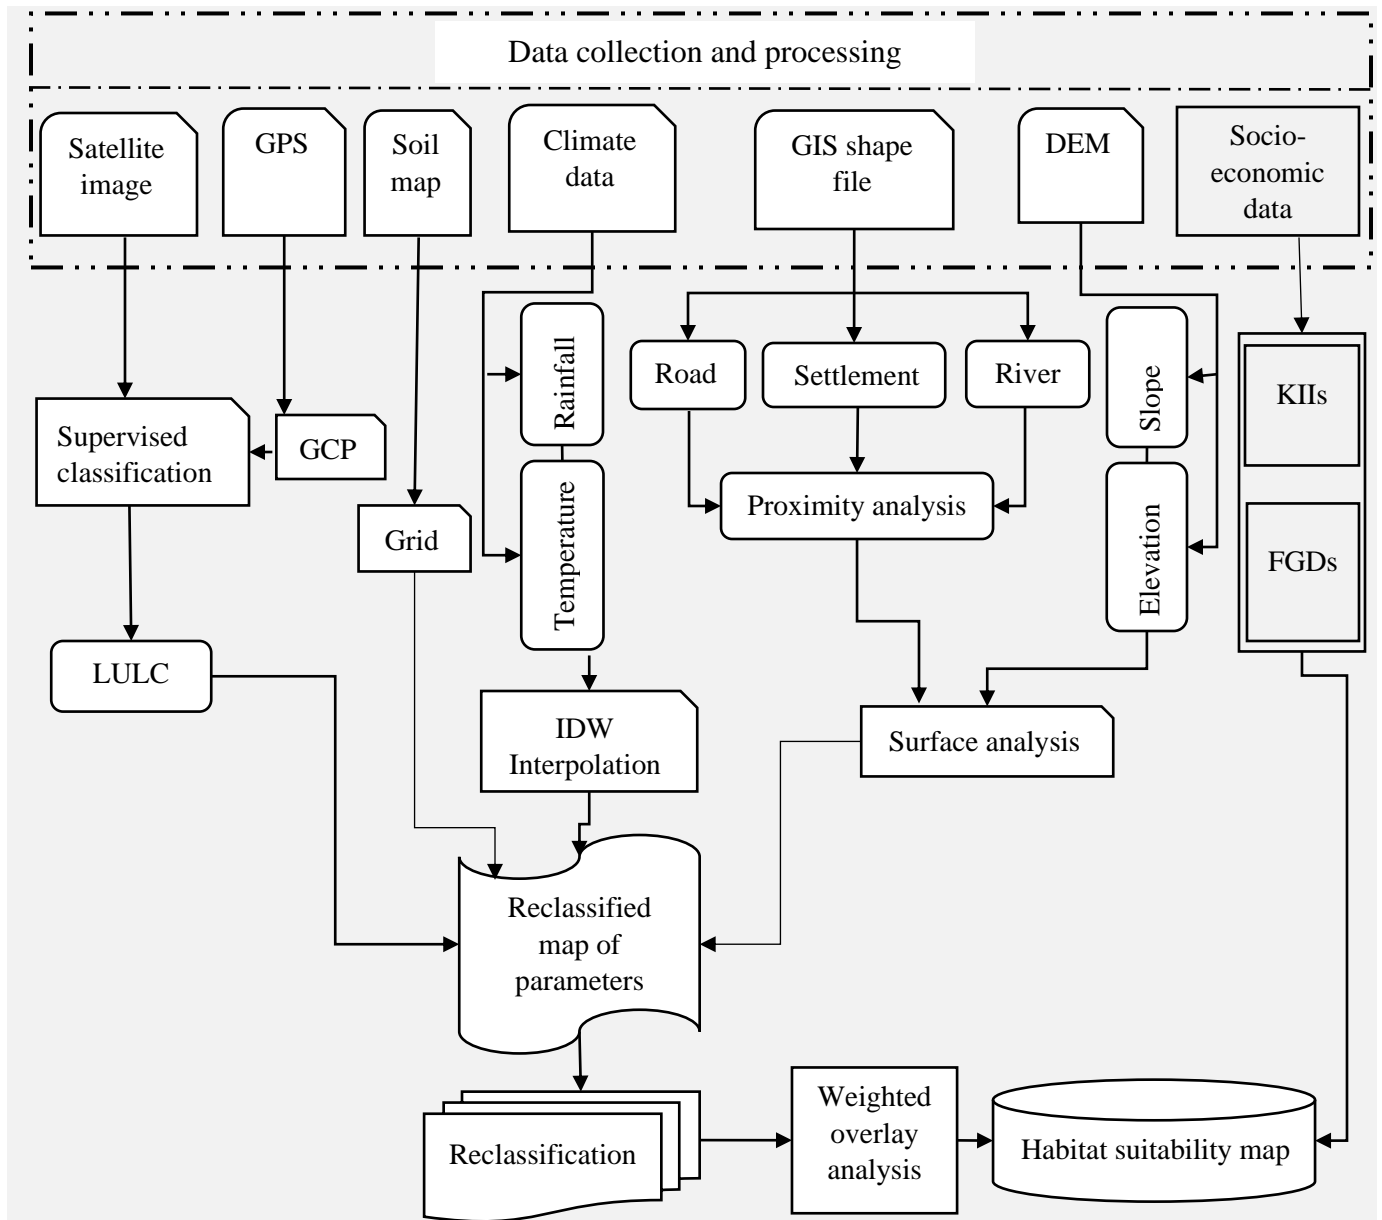 Data collection and processing
Satellite
image
GPS
Soil
map
Climate
data
GIS shape
file
DEM
Socio-
economic
data
Rainfall
Road
Settlement
River
Slope
KIIs
Supervised
classification
GCP
Grid
Temperature
Proximity analysis
Elevation
FGDs
LULC
IDW
Interpolation
Surface analysis
Reclassified
map of
parameters
Reclassification
Weighted
overlay
analysis
Habitat suitability map